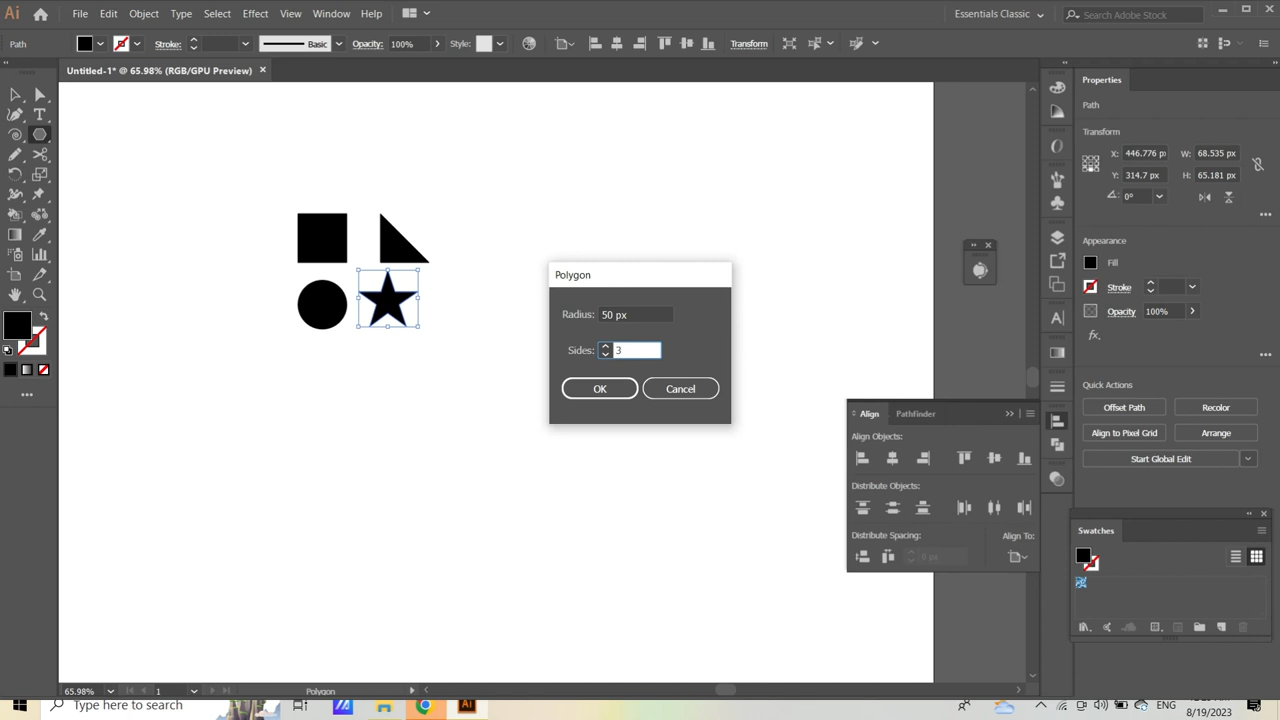 Ai File Edit Object Type Select Effect View Window Help Essentials Classic Search Adobe Stock
Path Stroke: Basic Opacity: 100% Style: Transform
Untitled-1* @ 65.98% (RGB/GPU Preview)
Properties
Path
Transform
X: 446.776 p W: 68.535 px
Y: 314.7 px H: 65.181 px
0°
Appearance
Fill
Stroke
Opacity 100%
fx.
Polygon
Radius: 50 px
Sides: 3
OK Cancel
Quick Actions
Offset Path Recolor
Align to Pixel Grid Arrange
Start Global Edit
Align Pathfinder
Align Objects:
Distribute Objects:
Distribute Spacing: Align To:
0 px
Swatches
65.98% 1 Polygon
Type here to search Ai ENG
8/19/2023